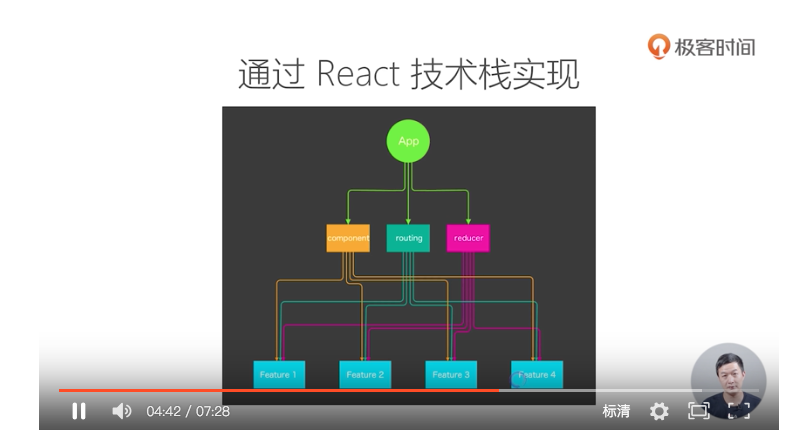 极客时间
通过 React 技术栈实现
App
component
routing
reducer
Feature 1
Feature 2
Feature 3
Feature 4
04:42 / 07:28
标清